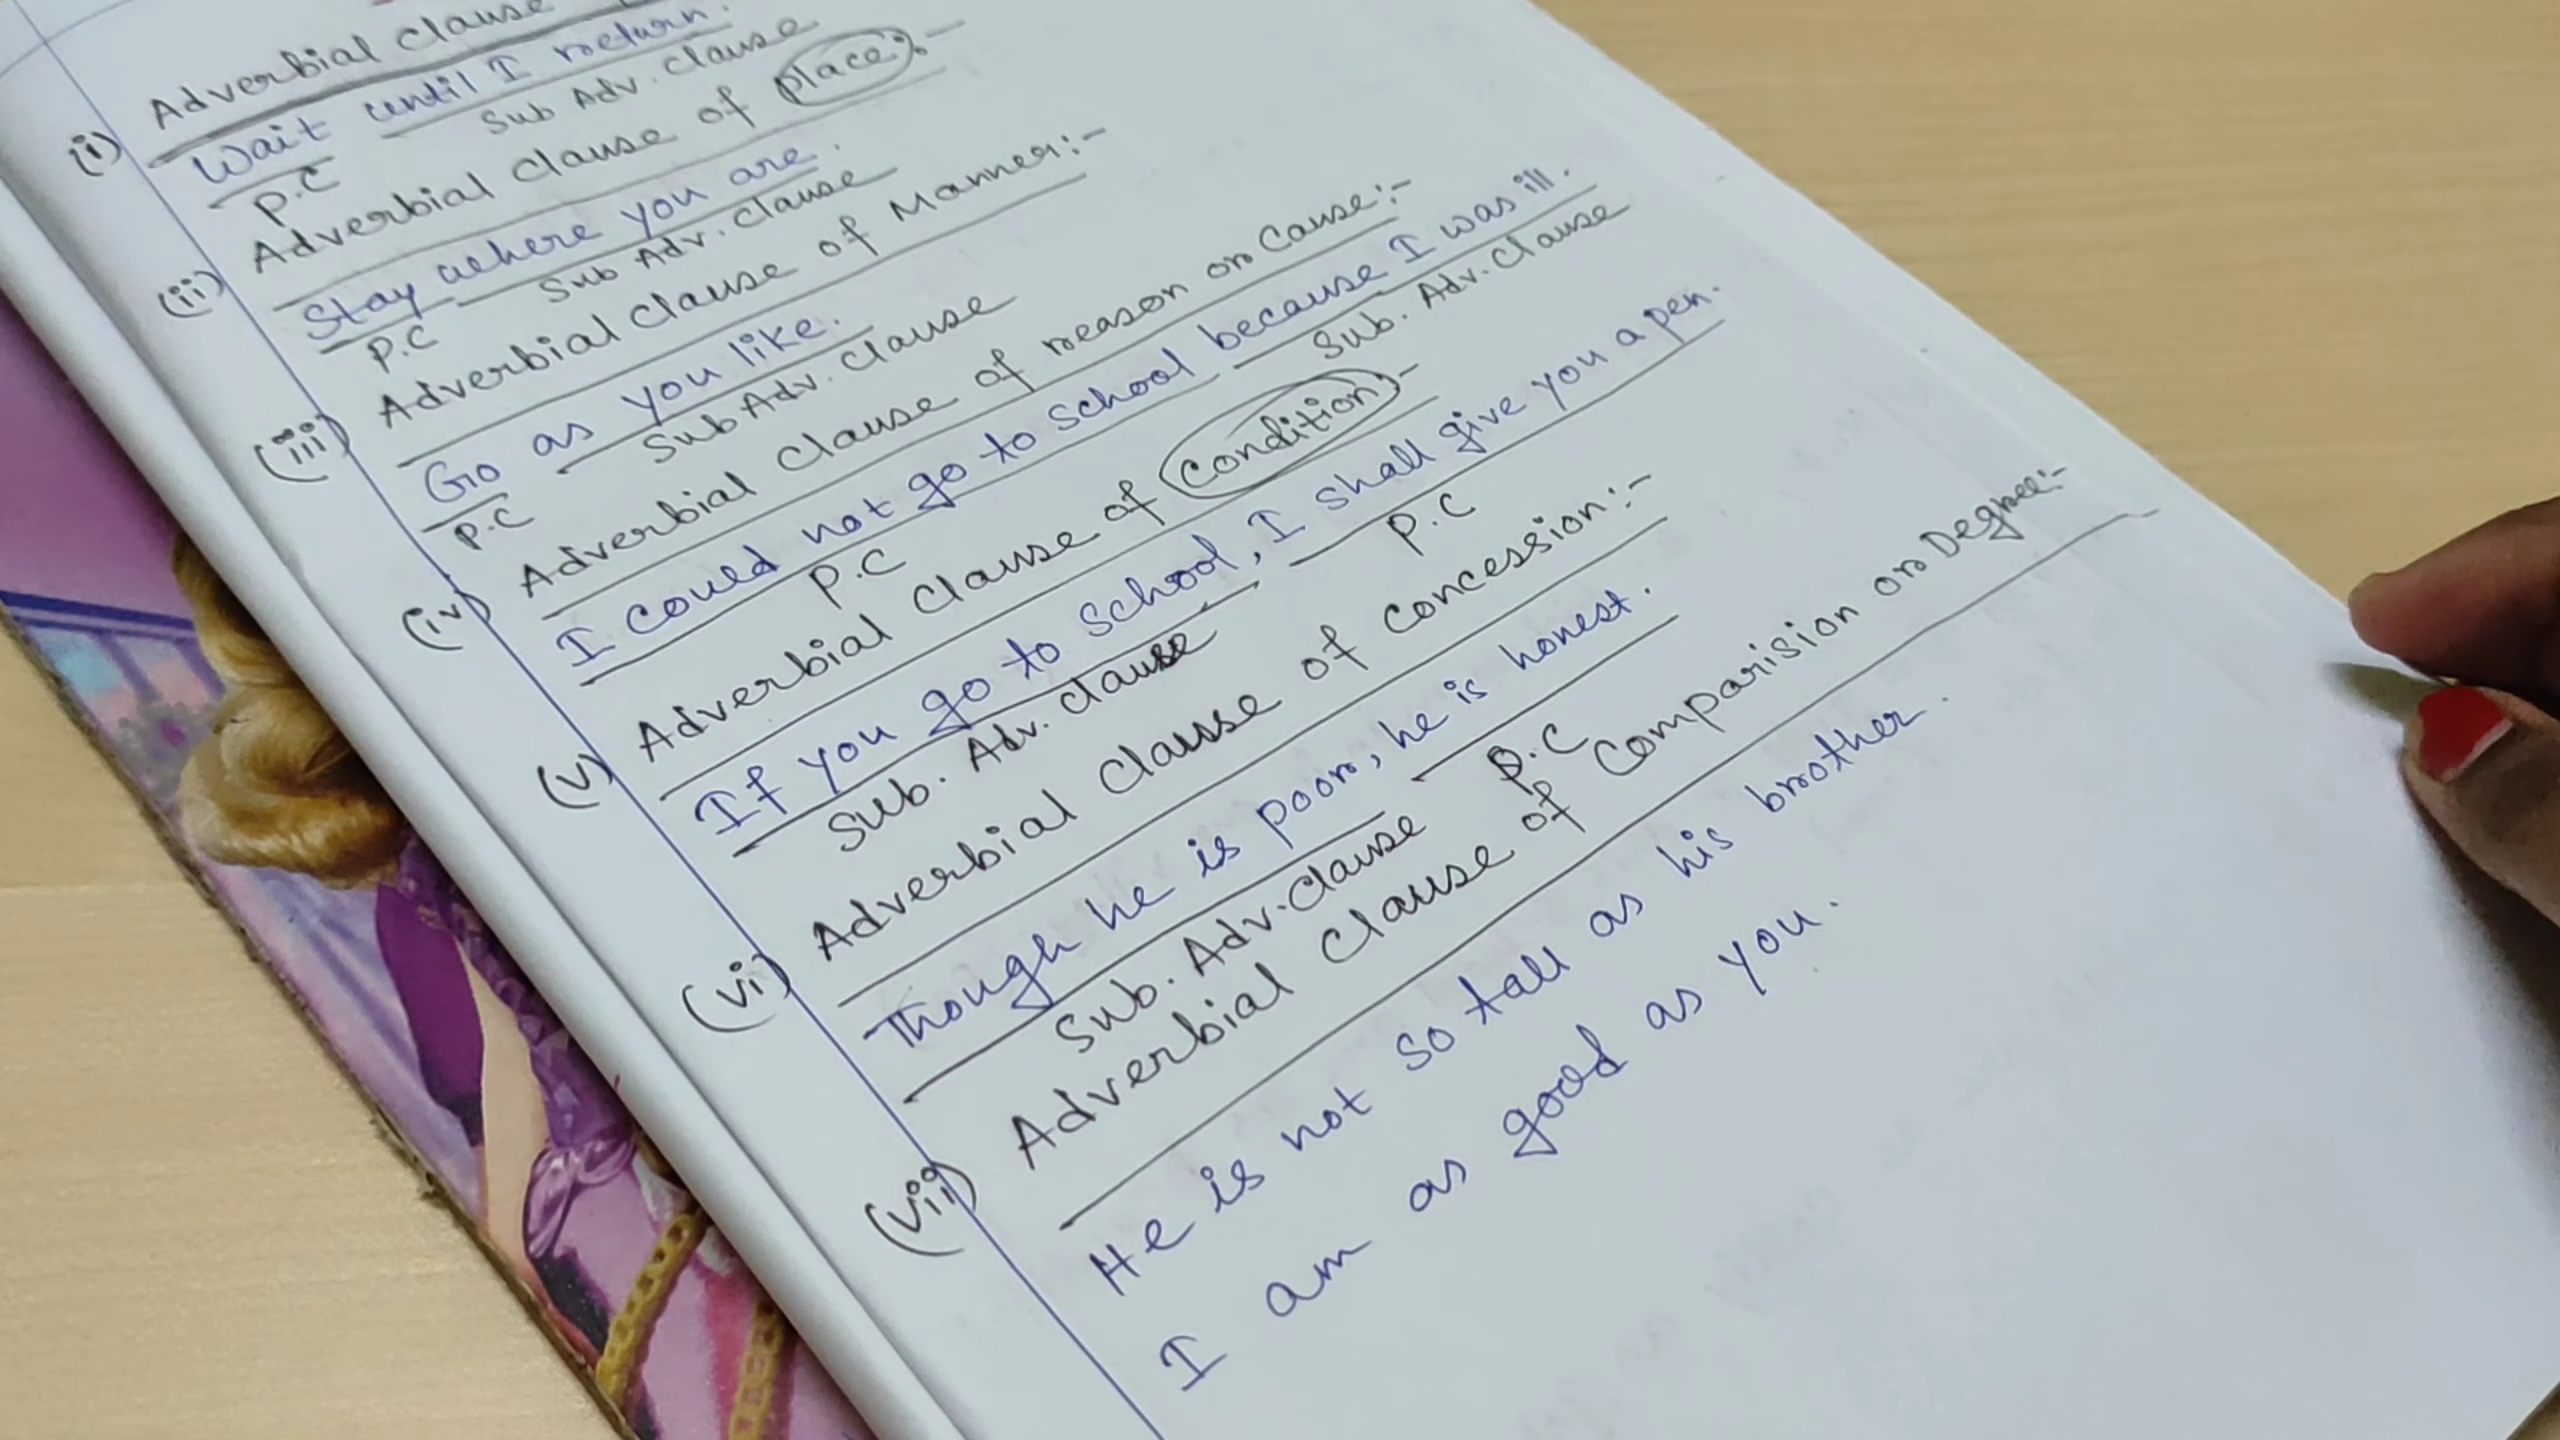 (i) Adverbial Clause
Wait until I return.
P.C Sub Adv. Clause
(ii) Adverbial Clause of place:-
Stay where you are.
P.C Sub Adv. Clause
(iii) Adverbial Clause of Manner:-
Go as you like.
P.C Sub Adv. Clause
(iv) Adverbial Clause of reason or Cause:-
I could not go to school because I was ill.
P.C Sub. Adv. Clause
(v) Adverbial Clause of Condition:-
If you go to school, I shall give you a pen.
Sub. Adv. Clause P.C
(vi) Adverbial Clause of Concession:-
Though he is poor, he is honest.
Sub. Adv. Clause P.C
(vii) Adverbial Clause of Comparision or Degree:-
He is not so tall as his brother.
I am as good as you.